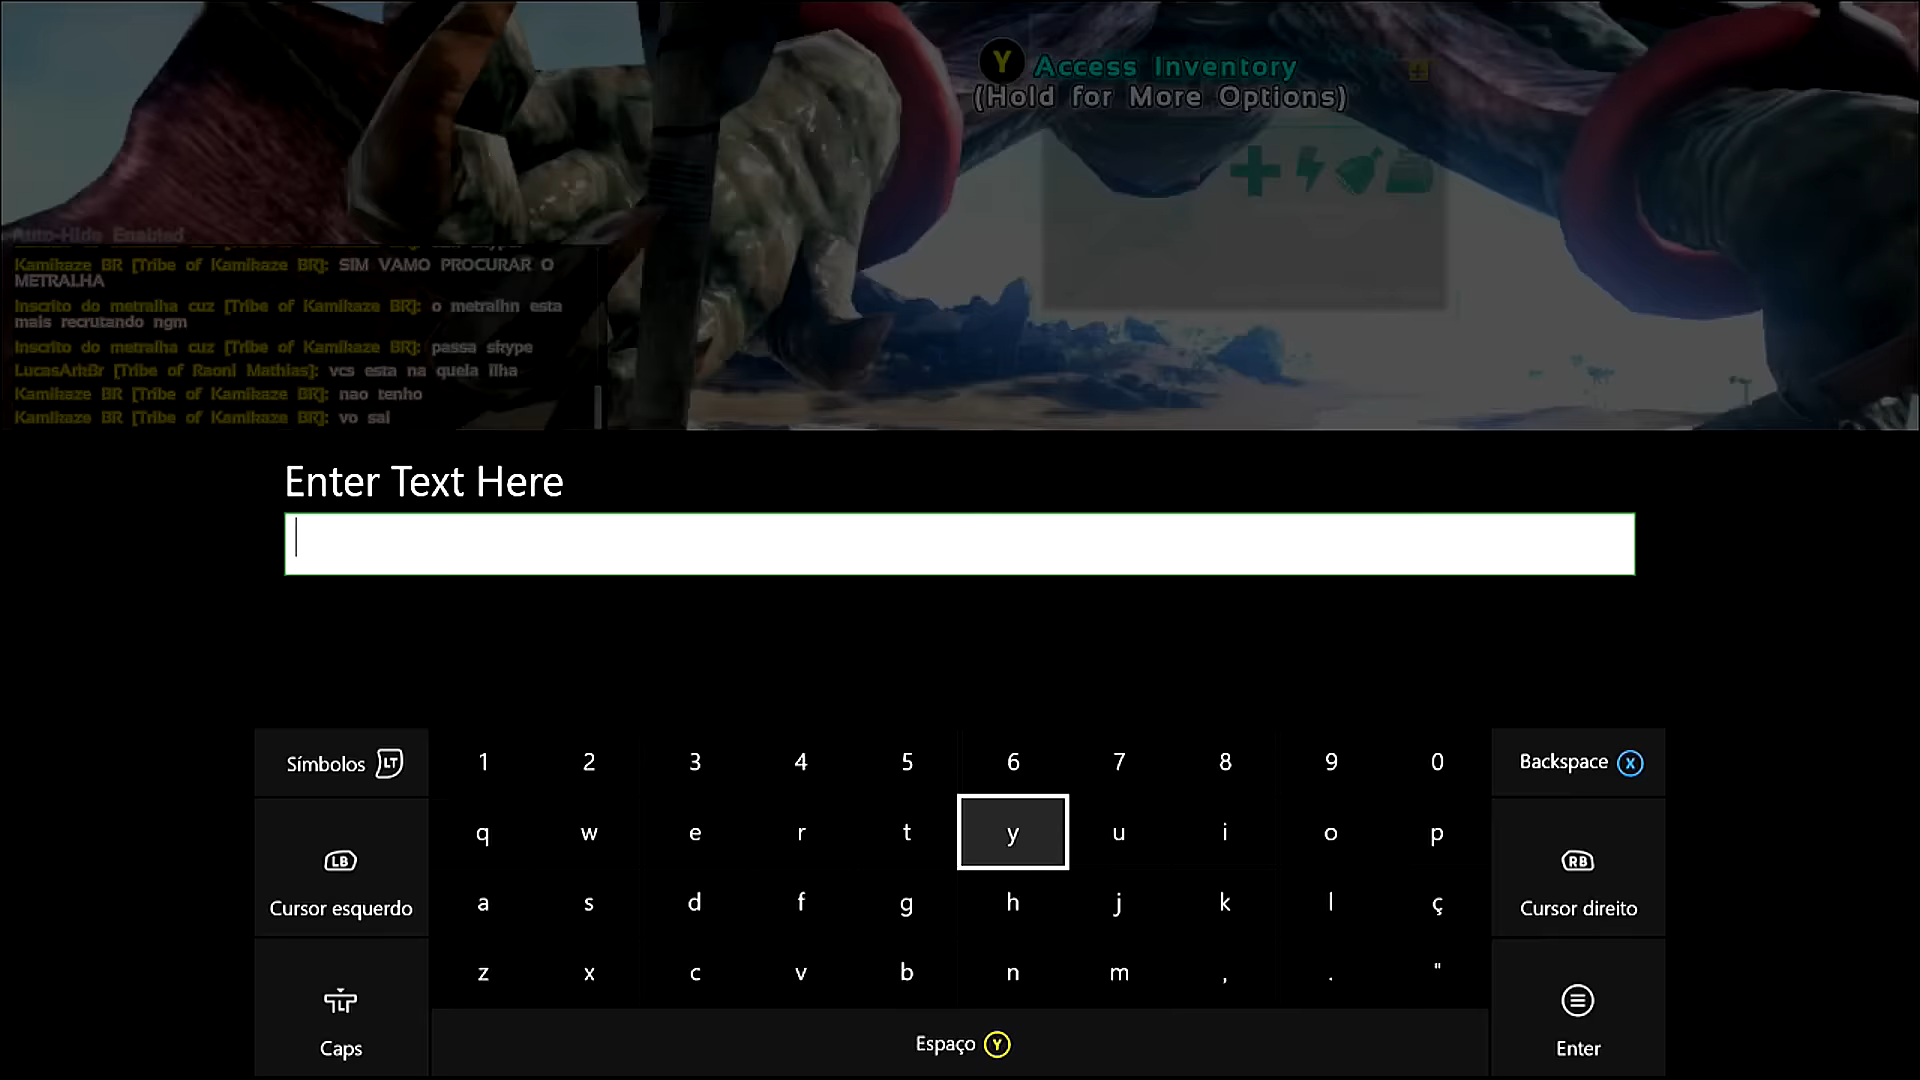 Y Access Inventory
(Hold for More Options)
Auto-Hide Enabled
Kamikaze BR [Tribe of Kamikaze BR]: SIM VAMO PROCURAR O
METRALHA
Inscrito do metralha cuz [Tribe of Kamikaze BR]: o metralhn esta
mais recrutando ngm
Inscrito do metralha cuz [Tribe of Kamikaze BR]: passa skype
LucasArkBr [Tribe of Raoni Mathias]: vcs esta na quela ilha
Kamikaze BR [Tribe of Kamikaze BR]: nao tenho
Kamikaze BR [Tribe of Kamikaze BR]: vo sai
Enter Text Here
Símbolos LT 1 2 3 4 5 6 7 8 9 0 Backspace X
q w e r t y u i o p
LB Cursor esquerdo a s d f g h j k l ç RB Cursor direito
z x c v b n m , . "
Caps Espaço Y Enter